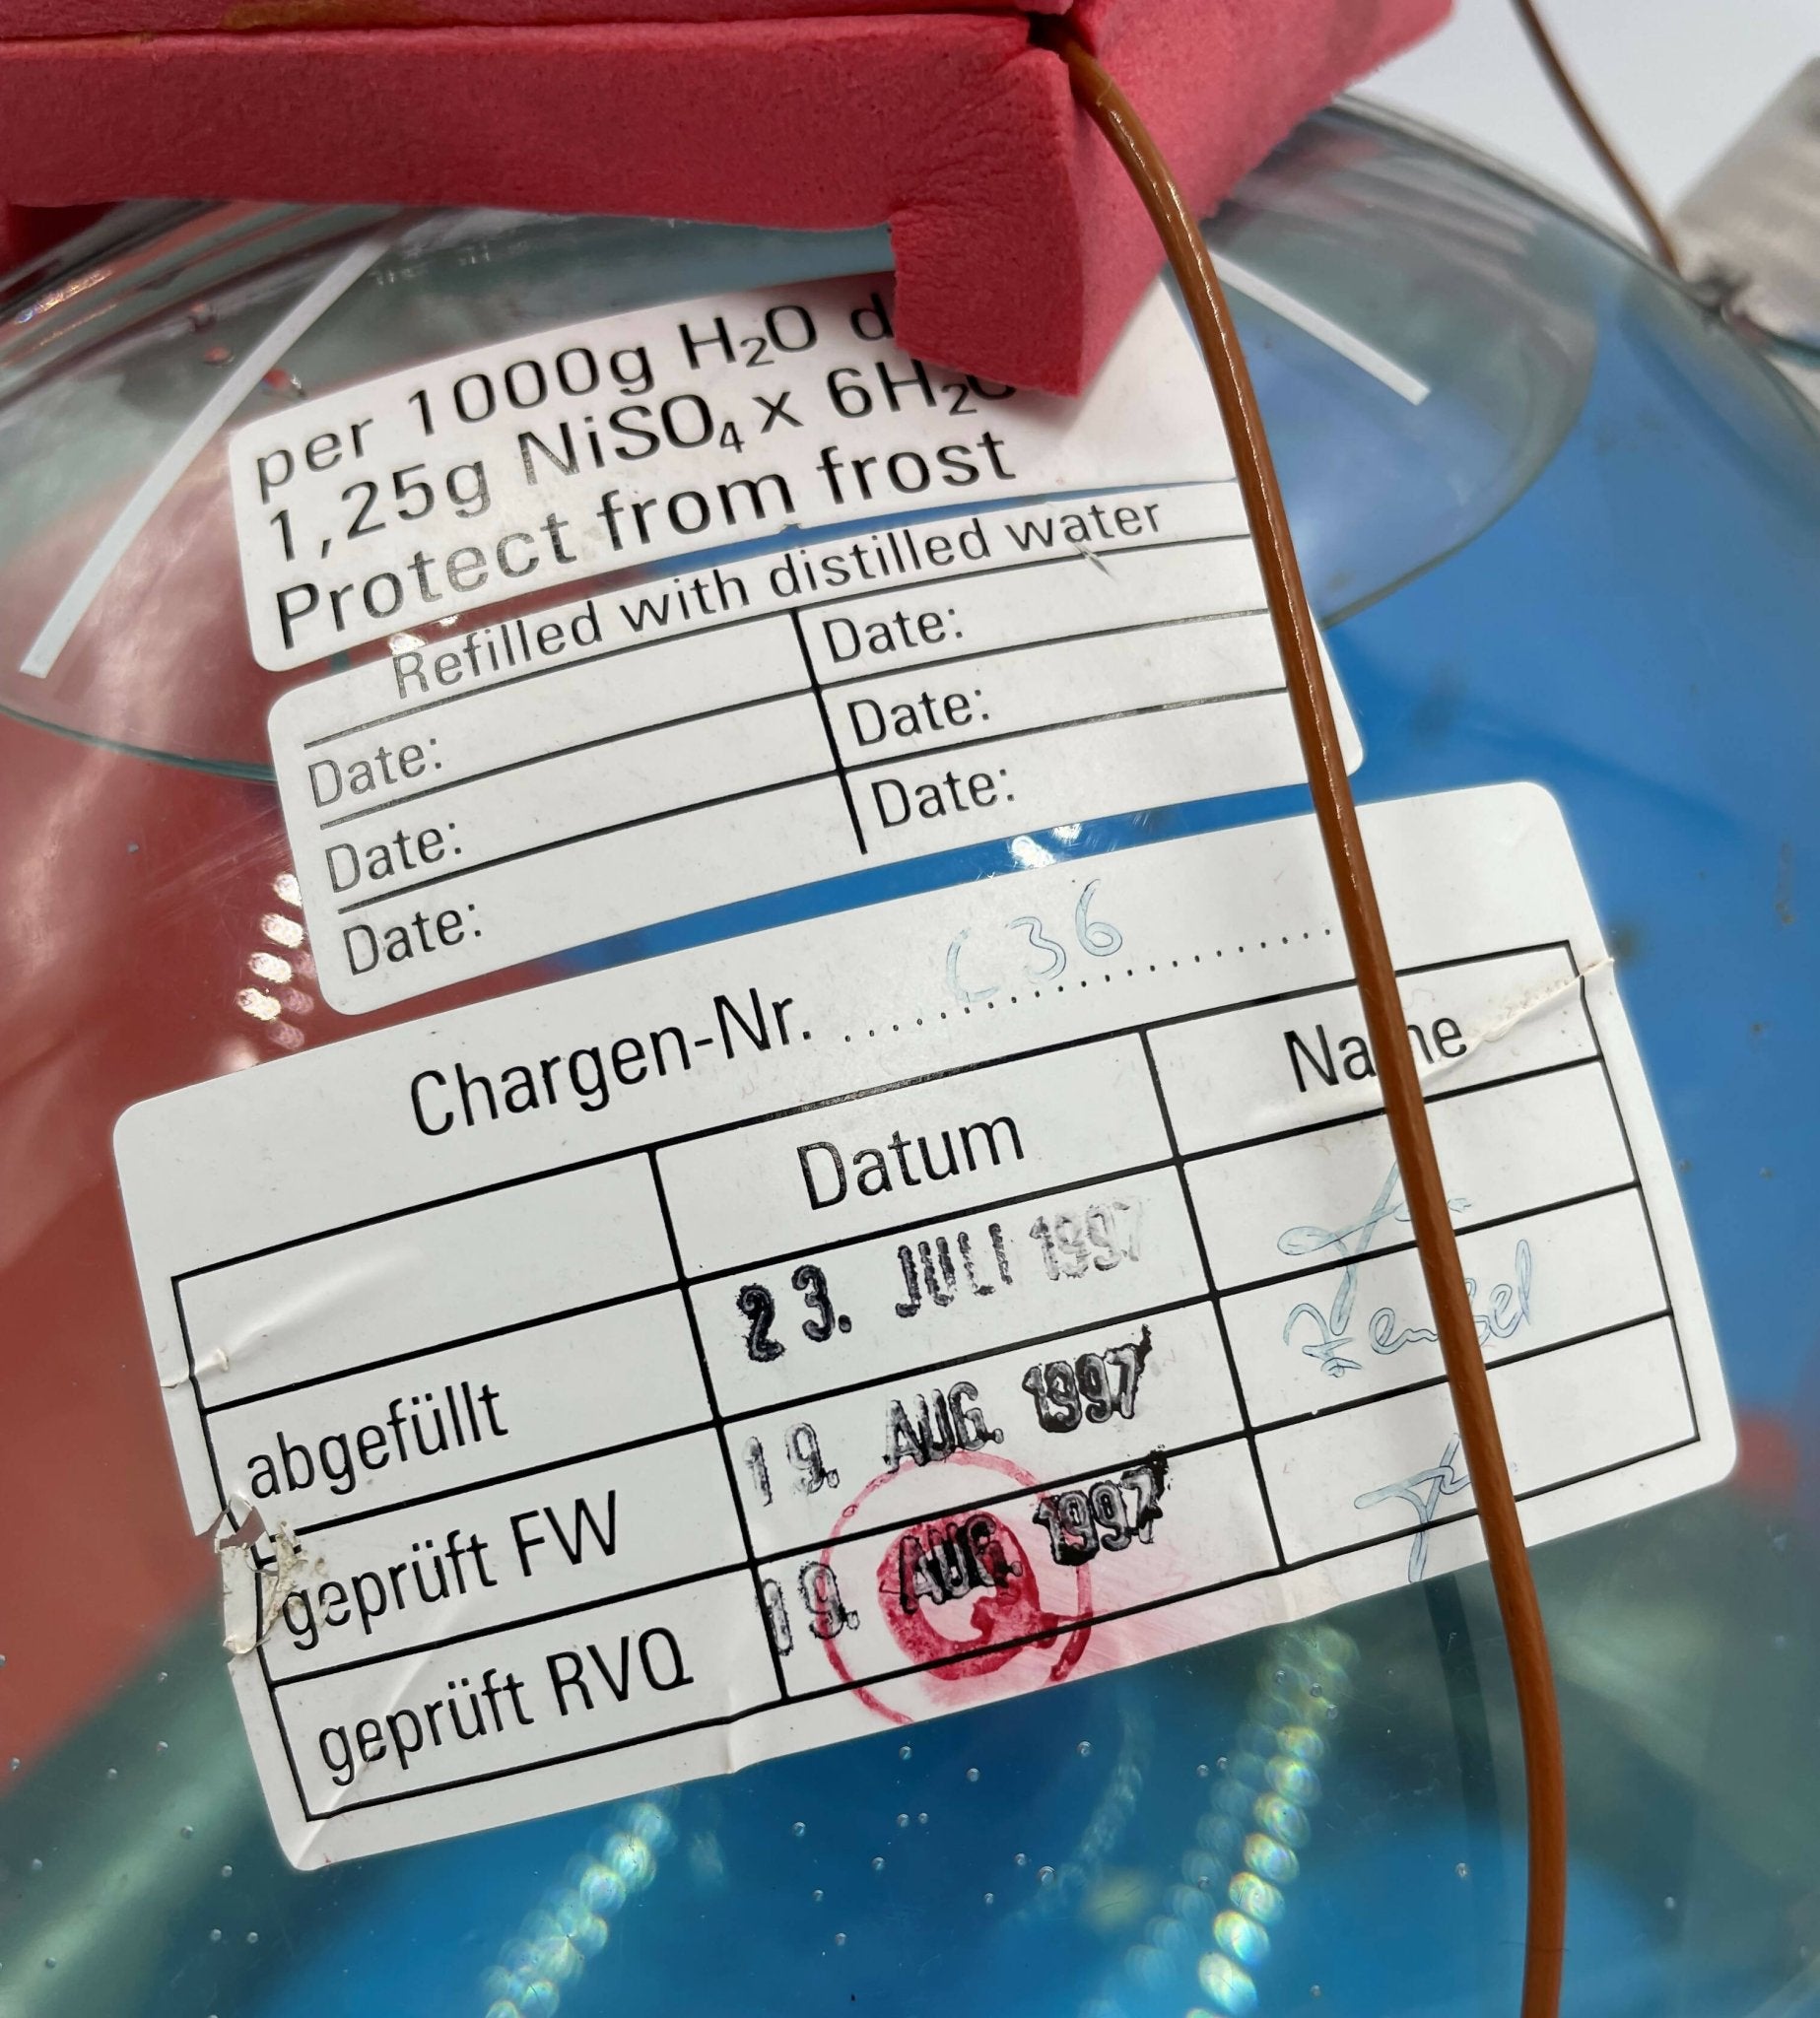 per 1000g H₂O d
1,25g NiSO₄ x 6H₂O
Protect from frost
Refilled with distilled water
Date: Date:
Date: Date:
Date: Date:
Chargen-Nr. ........ C36
Datum Name
abgefüllt 23. JULI 1997
geprüft FW 19. AUG. 1997
geprüft RVQ 19. AUG. 1997
Q